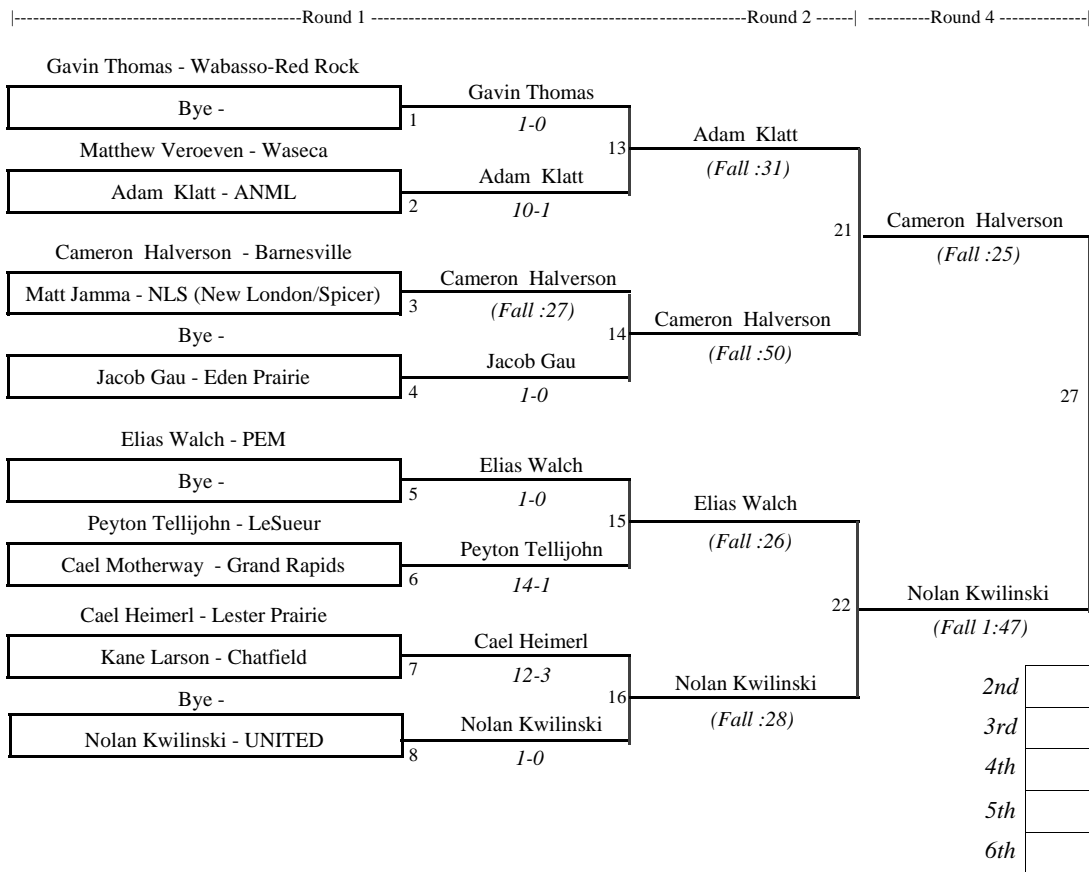 |---------------------------------------Round 1 ---------------------------------------------------Round 2 ------| ---------Round 4 --------------|
Gavin Thomas - Wabasso-Red Rock
Bye -
1
Gavin Thomas
1-0
Matthew Veroeven - Waseca
Adam Klatt - ANML
2
Adam Klatt
10-1
13
Adam Klatt
(Fall :31)
Cameron Halverson - Barnesville
Matt Jamma - NLS (New London/Spicer)
3
Cameron Halverson
(Fall :27)
Bye -
Jacob Gau - Eden Prairie
4
Jacob Gau
1-0
14
Cameron Halverson
(Fall :50)
21
Cameron Halverson
(Fall :25)
Elias Walch - PEM
Bye -
5
Elias Walch
1-0
Peyton Tellijohn - LeSueur
Cael Motherway - Grand Rapids
6
Peyton Tellijohn
14-1
15
Elias Walch
(Fall :26)
Cael Heimerl - Lester Prairie
Kane Larson - Chatfield
7
Cael Heimerl
12-3
Bye -
Nolan Kwilinski - UNITED
8
Nolan Kwilinski
1-0
16
Nolan Kwilinski
(Fall :28)
22
Nolan Kwilinski
(Fall 1:47)
27
2nd
3rd
4th
5th
6th